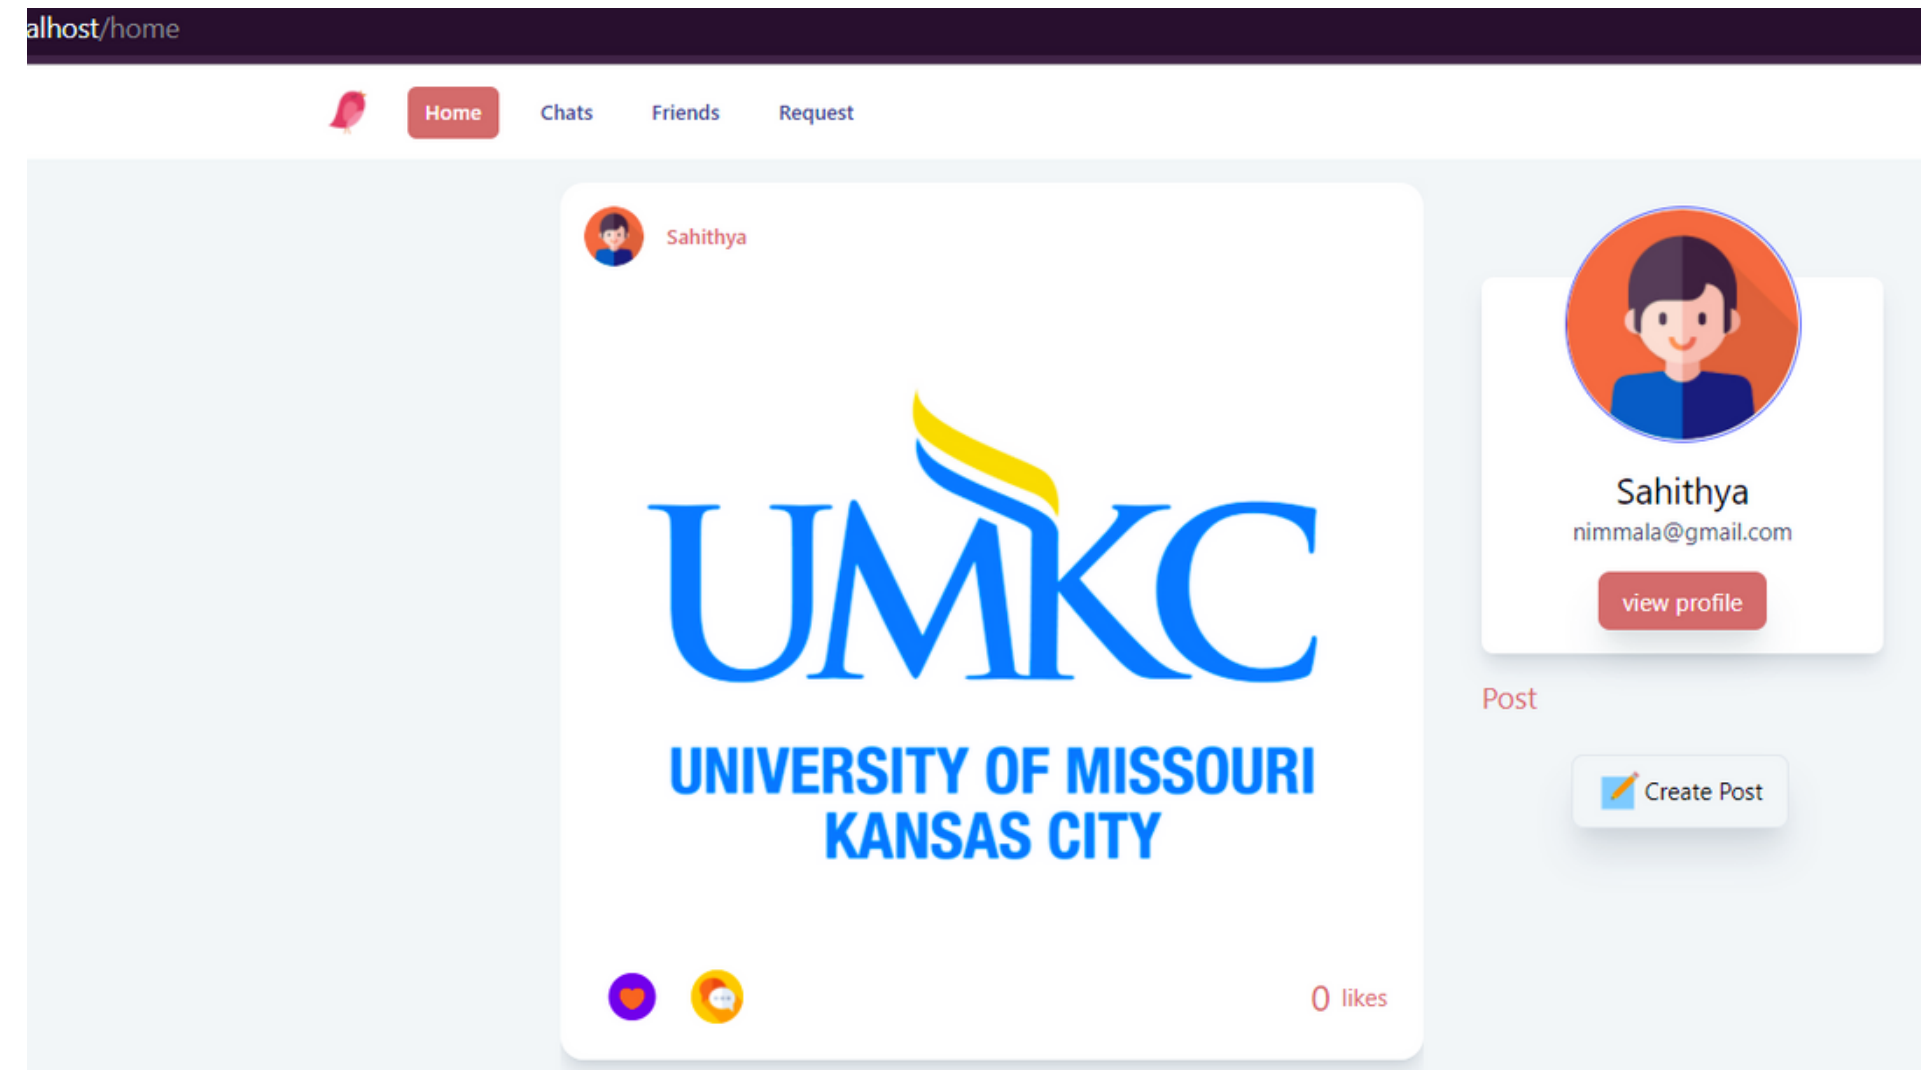 alhost/home
Home Chats Friends Request
Sahithya
UMKC
UNIVERSITY OF MISSOURI
KANSAS CITY
0 likes
Sahithya
nimmala@gmail.com
view profile
Post
Create Post